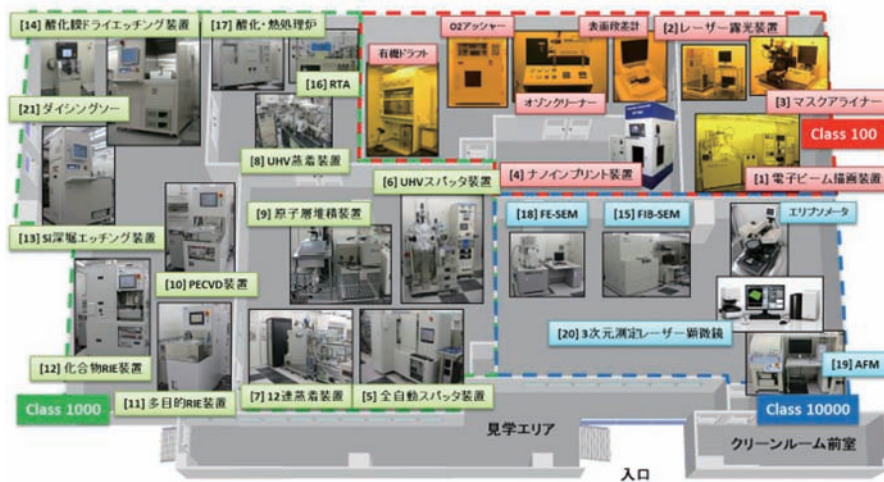 [14] 酸化膜ドライエッチング装置
[17] 酸化・熱処理炉
O2アッシャー
表面段差計
[2]レーザー露光装置
有機ドラフト
[16] RTA
[21] ダイシングソー
オゾンクリーナー
[3] マスクアライナー
Class 100
[8] UHV蒸着装置
[6] UHVスパッタ装置
[4] ナノインプリント装置
[1] 電子ビーム描画装置
[9] 原子層堆積装置
[18] FE-SEM
[15] FIB-SEM
エリプソメータ
[13] Si深堀エッチング装置
[10] PECVD装置
[20] 3次元測定レーザー顕微鏡
[12] 化合物RIE装置
[19] AFM
[11] 多目的RIE装置
[7] 12連蒸着装置
[5] 全自動スパッタ装置
Class 1000
Class 10000
見学エリア
クリーンルーム前室
入口